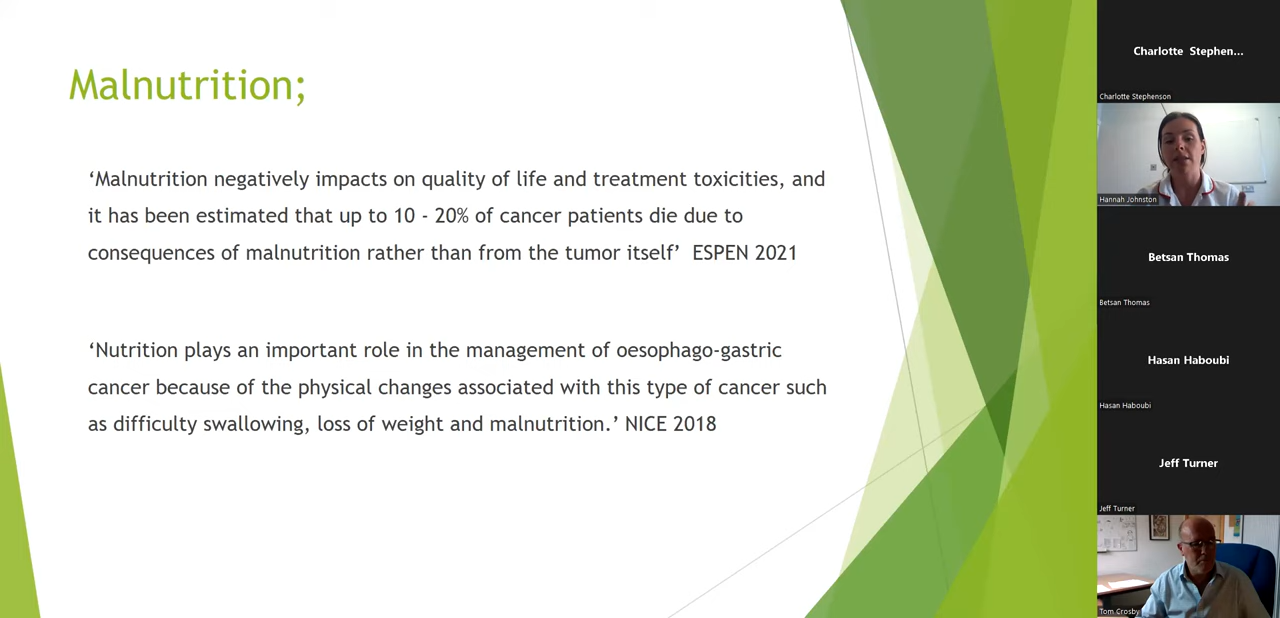 Malnutrition;
‘Malnutrition negatively impacts on quality of life and treatment toxicities, and
it has been estimated that up to 10 - 20% of cancer patients die due to
consequences of malnutrition rather than from the tumor itself’ ESPEN 2021
‘Nutrition plays an important role in the management of oesophago-gastric
cancer because of the physical changes associated with this type of cancer such
as difficulty swallowing, loss of weight and malnutrition.’ NICE 2018
Charlotte Stephen...
Charlotte Stephenson
Hannah Johnston
Betsan Thomas
Betsan Thomas
Hasan Haboubi
Hasan Haboubi
Jeff Turner
Jeff Turner
Tom Crosby